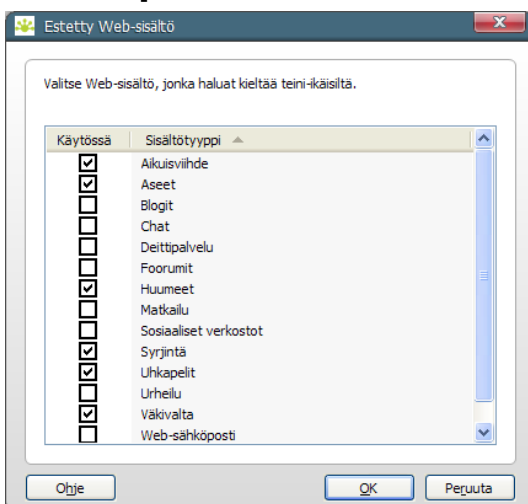 Estetty Web-sisältö
Valitse Web-sisältö, jonka haluat kieltää teini-ikäisiltä.
Käytössä Sisältötyyppi
Aikuisviihde
Aseet
Blogit
Chat
Deittipalvelu
Foorumit
Huumeet
Matkailu
Sosiaaliset verkostot
Syrjintä
Uhkapelit
Urheilu
Väkivalta
Web-sähköposti
Ohje OK Peruuta